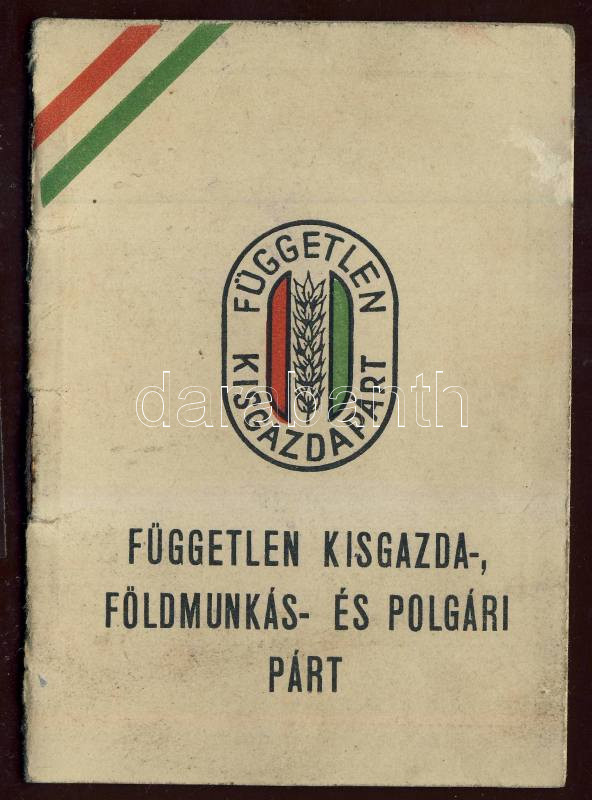 FÜGGETLEN
KISGAZDAPÁRT
darabanth
FÜGGETLEN KISGAZDA-,
FÖLDMUNKÁS- ÉS POLGÁRI
PÁRT